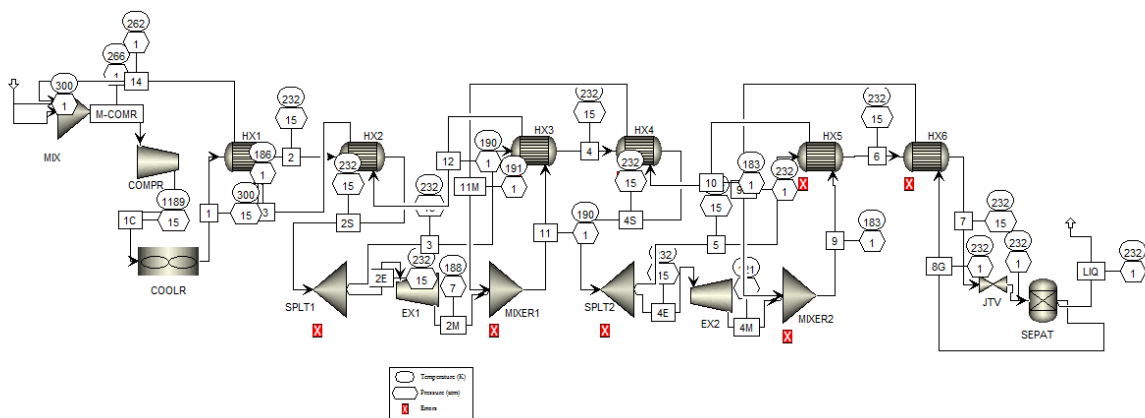 262
1
266
300
1
14
M-COMR
MIX
COMPR
1189
15
1C
COOLR
1
300
15
HX1
186
1
13
232
15
2
HX2
232
15
2S
232
3
2E
SPLT1
232
15
EX1
188
7
2M
MIXER1
12
11M
190
1
191
1
HX3
11
4
232
15
HX4
190
1
232
15
4S
SPLT2
4E
15
EX2
4M
MIXER2
5
15
10
183
1
232
1
HX5
9
183
1
6
232
15
HX6
7
232
15
8G
232
1
JTV
232
1
SEPAT
LIQ
232
1
Temperature (K)
Pressure (atm)
Errors